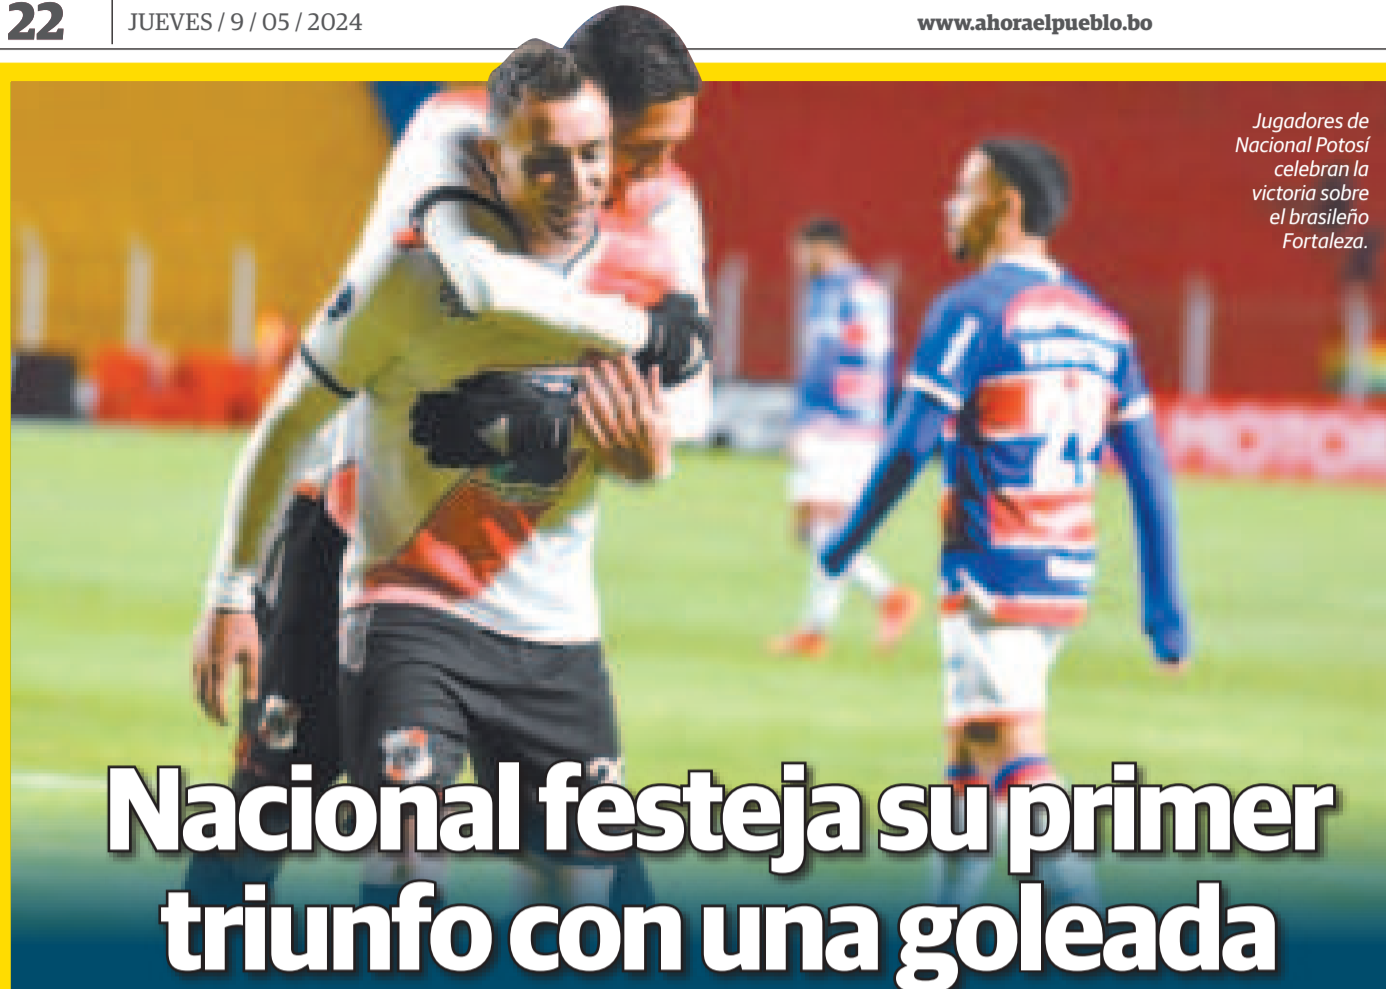 22
JUEVES / 9 / 05 / 2024
www.ahoraelpueblo.bo
Jugadores de
Nacional Potosí
celebran la
victoria sobre
el brasileño
Fortaleza.
Nacional festeja su primer
triunfo con una goleada